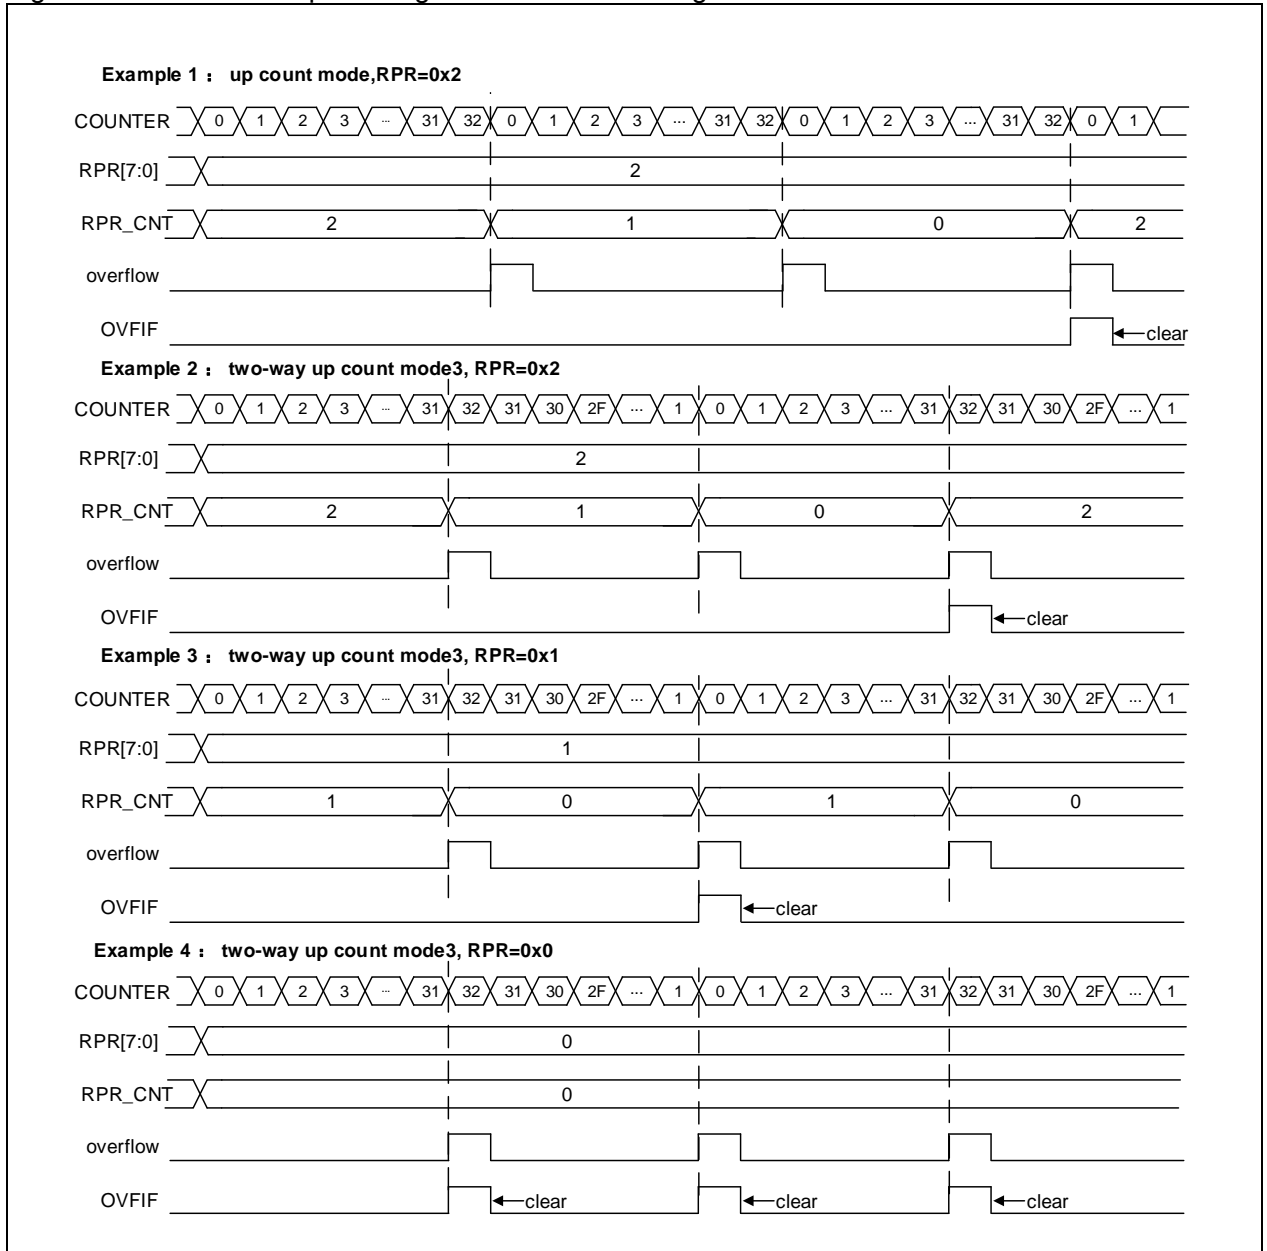 Example 1 : up count mode,RPR=0x2
COUNTER 0 1 2 3 ... 31 32 0 1 2 3 ... 31 32 0 1 2 3 ... 31 32 0 1
RPR[7:0] 2
RPR_CNT 2 1 0 2
overflow
OVFIF clear
Example 2 : two-way up count mode3, RPR=0x2
COUNTER 0 1 2 3 ... 31 32 31 30 2F ... 1 0 1 2 3 ... 31 32 31 30 2F ... 1
RPR[7:0] 2
RPR_CNT 2 1 0 2
overflow
OVFIF clear
Example 3 : two-way up count mode3, RPR=0x1
COUNTER 0 1 2 3 ... 31 32 31 30 2F ... 1 0 1 2 3 ... 31 32 31 30 2F ... 1
RPR[7:0] 1
RPR_CNT 1 0 1 0
overflow
OVFIF clear
Example 4 : two-way up count mode3, RPR=0x0
COUNTER 0 1 2 3 ... 31 32 31 30 2F ... 1 0 1 2 3 ... 31 32 31 30 2F ... 1
RPR[7:0] 0
RPR_CNT 0
overflow
OVFIF clear clear clear